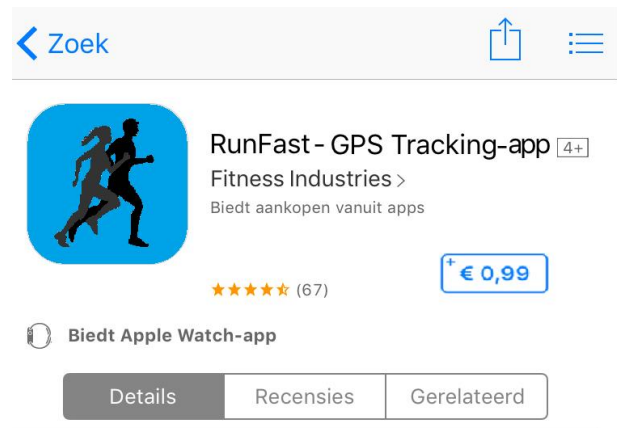 Zoek
RunFast - GPS Tracking-app 4+
Fitness Industries >
Biedt aankopen vanuit apps
+ € 0,99
(67)
Biedt Apple Watch-app
Details Recensies Gerelateerd